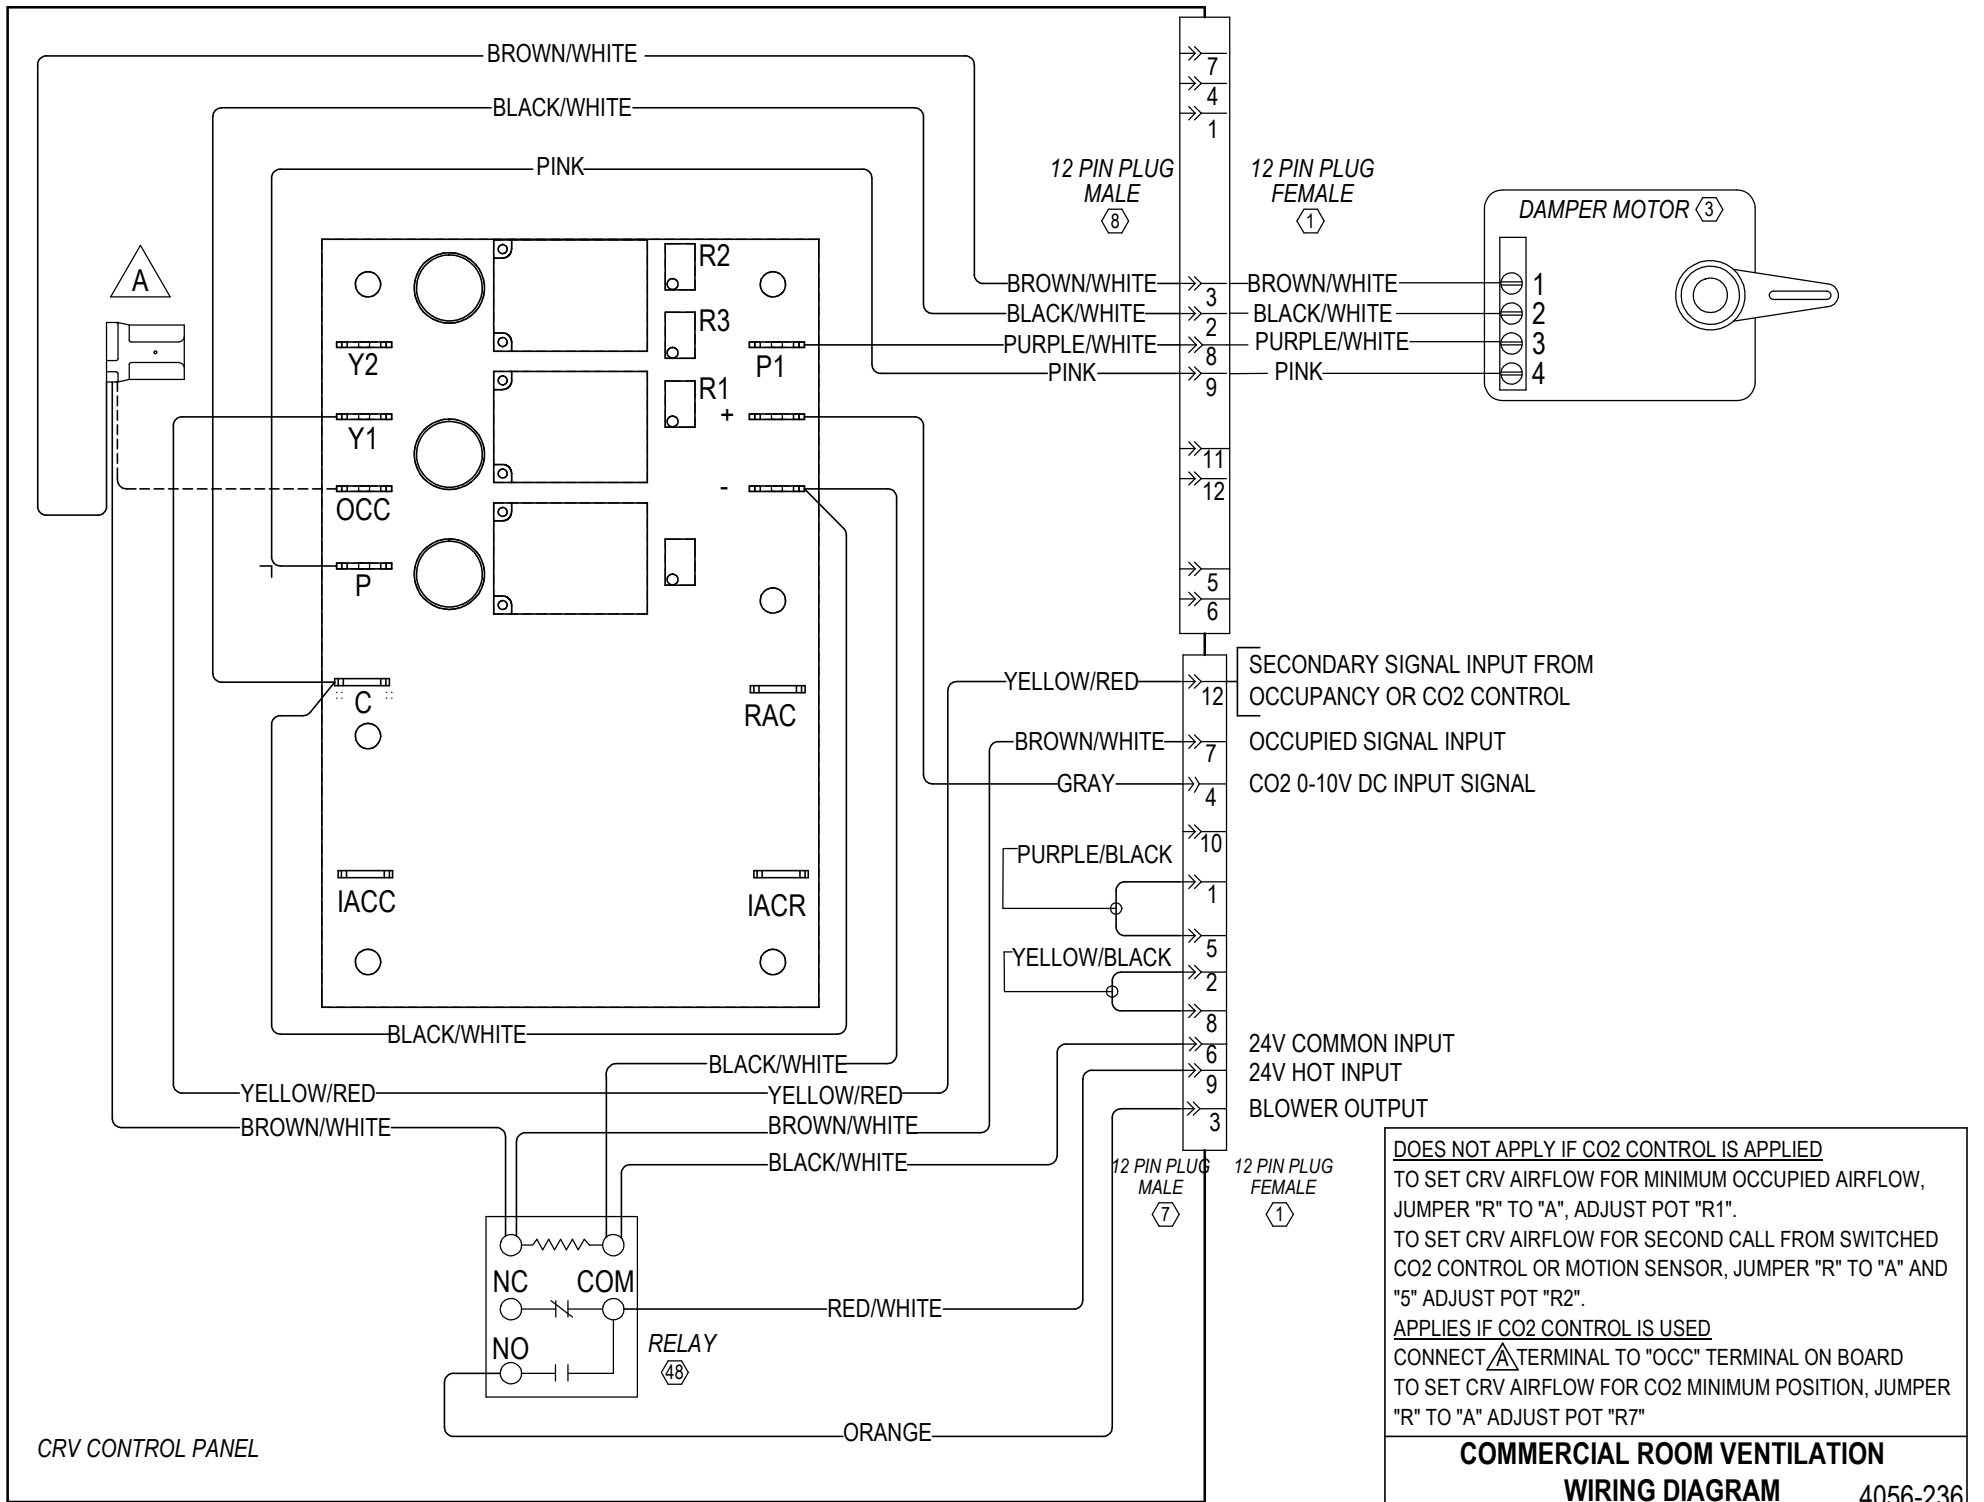 BROWN/WHITE
BLACK/WHITE
PINK
7
4
1
12 PIN PLUG
MALE
8
12 PIN PLUG
FEMALE
1
DAMPER MOTOR 3
A
R2
R3
R1
Y2
Y1
OCC
P
C
P1
+
-
RAC
IACC
IACR
BROWN/WHITE
3
BROWN/WHITE
1
BLACK/WHITE
2
BLACK/WHITE
2
PURPLE/WHITE
8
PURPLE/WHITE
3
PINK
9
PINK
4
11
12
5
6
YELLOW/RED
12
SECONDARY SIGNAL INPUT FROM
OCCUPANCY OR CO2 CONTROL
BROWN/WHITE
7
OCCUPIED SIGNAL INPUT
GRAY
4
CO2 0-10V DC INPUT SIGNAL
10
PURPLE/BLACK
1
5
YELLOW/BLACK
2
8
6
24V COMMON INPUT
9
24V HOT INPUT
3
BLOWER OUTPUT
12 PIN PLUG
MALE
7
12 PIN PLUG
FEMALE
1
BLACK/WHITE
BLACK/WHITE
YELLOW/RED
YELLOW/RED
BROWN/WHITE
BROWN/WHITE
BLACK/WHITE
NC
COM
NO
RED/WHITE
RELAY
48
ORANGE
CRV CONTROL PANEL
DOES NOT APPLY IF CO2 CONTROL IS APPLIED
TO SET CRV AIRFLOW FOR MINIMUM OCCUPIED AIRFLOW,
JUMPER "R" TO "A", ADJUST POT "R1".
TO SET CRV AIRFLOW FOR SECOND CALL FROM SWITCHED
CO2 CONTROL OR MOTION SENSOR, JUMPER "R" TO "A" AND
"5" ADJUST POT "R2".
APPLIES IF CO2 CONTROL IS USED
CONNECT A TERMINAL TO "OCC" TERMINAL ON BOARD
TO SET CRV AIRFLOW FOR CO2 MINIMUM POSITION, JUMPER
"R" TO "A" ADJUST POT "R7"
COMMERCIAL ROOM VENTILATION
WIRING DIAGRAM 4056-236